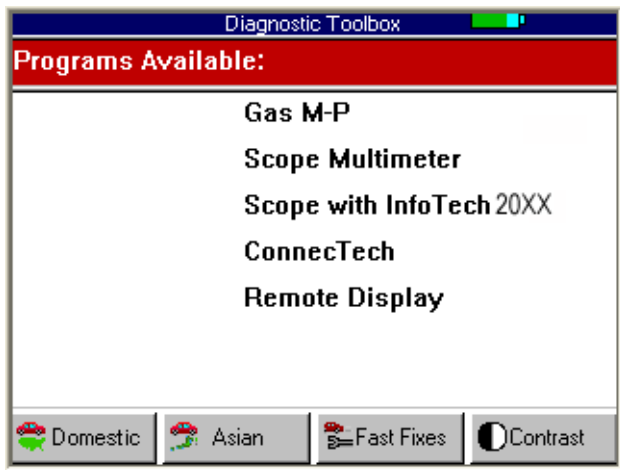 Diagnostic Toolbox
Programs Available:
Gas M-P
Scope Multimeter
Scope with InfoTech 20XX
ConnecTech
Remote Display
Domestic Asian Fast Fixes Contrast